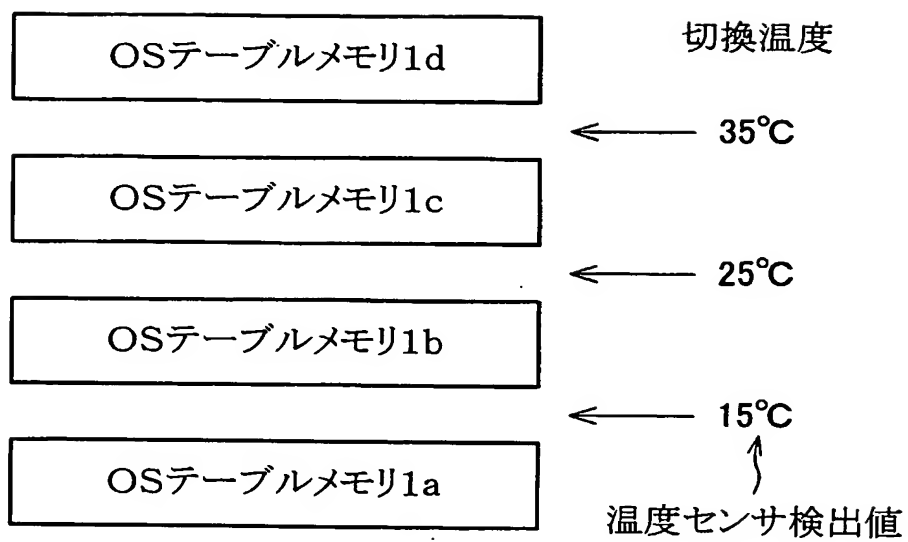 切換温度
OSテーブルメモリ1d
35℃
OSテーブルメモリ1c
25℃
OSテーブルメモリ1b
15℃
OSテーブルメモリ1a
温度センサ検出値